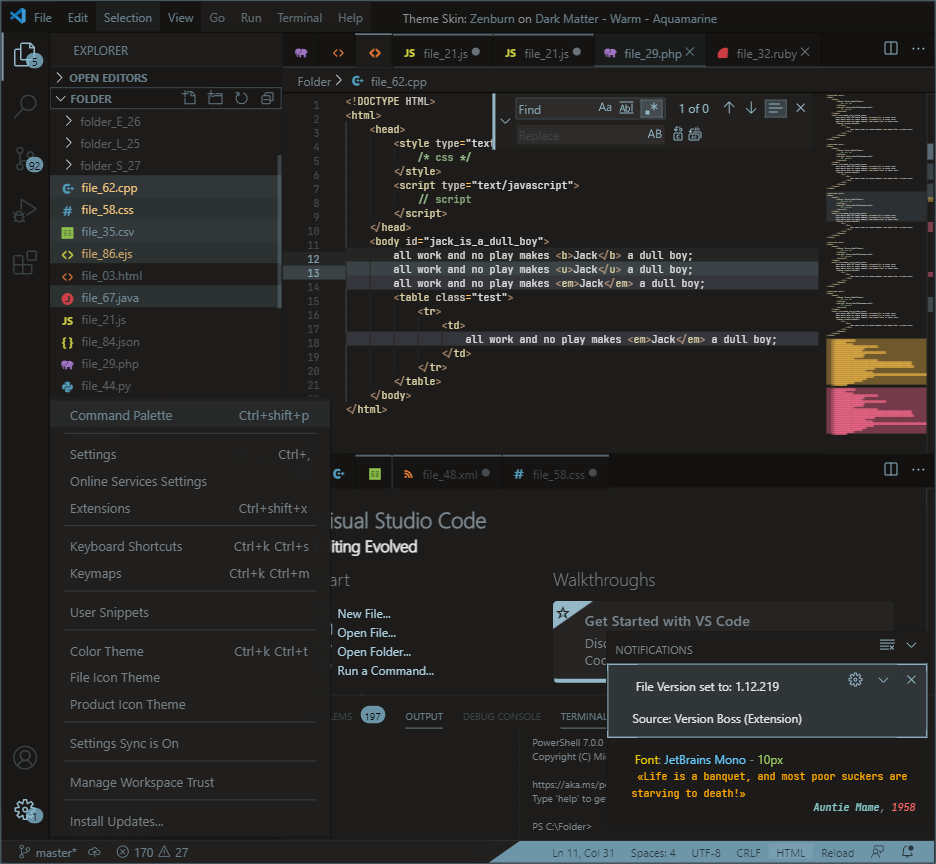 File Edit Selection View Go Run Terminal Help Theme Skin: Zenburn on Dark Matter - Warm - Aquamarine
5
EXPLORER
JS file_21.js JS file_21.js file_29.php file_32.ruby
OPEN EDITORS
FOLDER
folder_E_26
folder_L_25
92
folder_S_27
file_62.cpp
# file_58.css
file_35.csv
file_86.ejs
file_03.html
file_67.java
JS file_21.js
{} file_84.json
file_29.php
file_44.py
Folder file_62.cpp
Find Aa Abl .* 1 of 0
Replace AB
1 <!DOCTYPE HTML>
2 <html>
3 <head>
4 <style type="text
5 /* css */
6 </style>
7 <script type="text/javascript">
8 // script
9 </script>
10 </head>
11 <body id="jack_is_a_dull_boy">
12 all work and no play makes <b>Jack</b> a dull boy;
13 all work and no play makes <u>Jack</u> a dull boy;
14 all work and no play makes <em>Jack</em> a dull boy;
15 <table class="test">
16 <tr>
17 <td>
18 all work and no play makes <em>Jack</em> a dull boy;
19 </td>
20 </tr>
21 </table>
</body>
</html>
Command Palette Ctrl+shift+p
Settings Ctrl+,
Online Services Settings
Extensions Ctrl+shift+x
Keyboard Shortcuts Ctrl+k Ctrl+s
Keymaps Ctrl+k Ctrl+m
User Snippets
Color Theme Ctrl+k Ctrl+t
File Icon Theme
Product Icon Theme
Settings Sync is On
Manage Workspace Trust
Install Updates...
1
file_48.xml # file_58.css
isual Studio Code
iting Evolved
art
New File...
Open File...
Open Folder...
Run a Command...
Walkthroughs
Get Started with VS Code
Disc
Coc
LEMS 197 OUTPUT DEBUG CONSOLE TERMINAL
PowerShell 7.0.0
Copyright (C) Mi
https://aka.ms/p
Type 'help' to ge
PS C:\Folder>
NOTIFICATIONS
File Version set to: 1.12.219
Source: Version Boss (Extension)
Font: JetBrains Mono - 10px
«Life is a banquet, and most poor suckers are
starving to death!»
Auntie Mame, 1958
master* 170 27 Ln 11, Col 31 Spaces: 4 UTF-8 CRLF HTML Reload